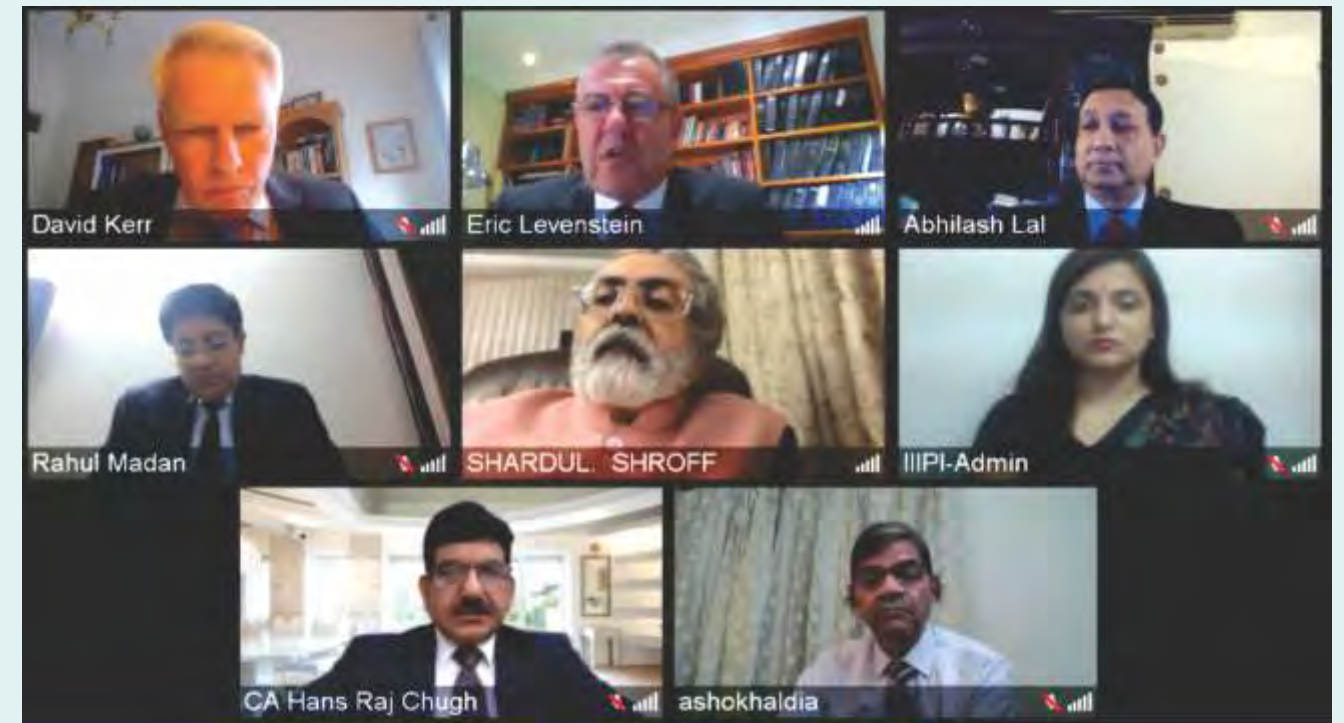 David Kerr
Eric Levenstein
Abhilash Lal
Rahul Madan
SHARDUL. SHROFF
IIIPI-Admin
CA Hans Raj Chugh
ashokhaldia